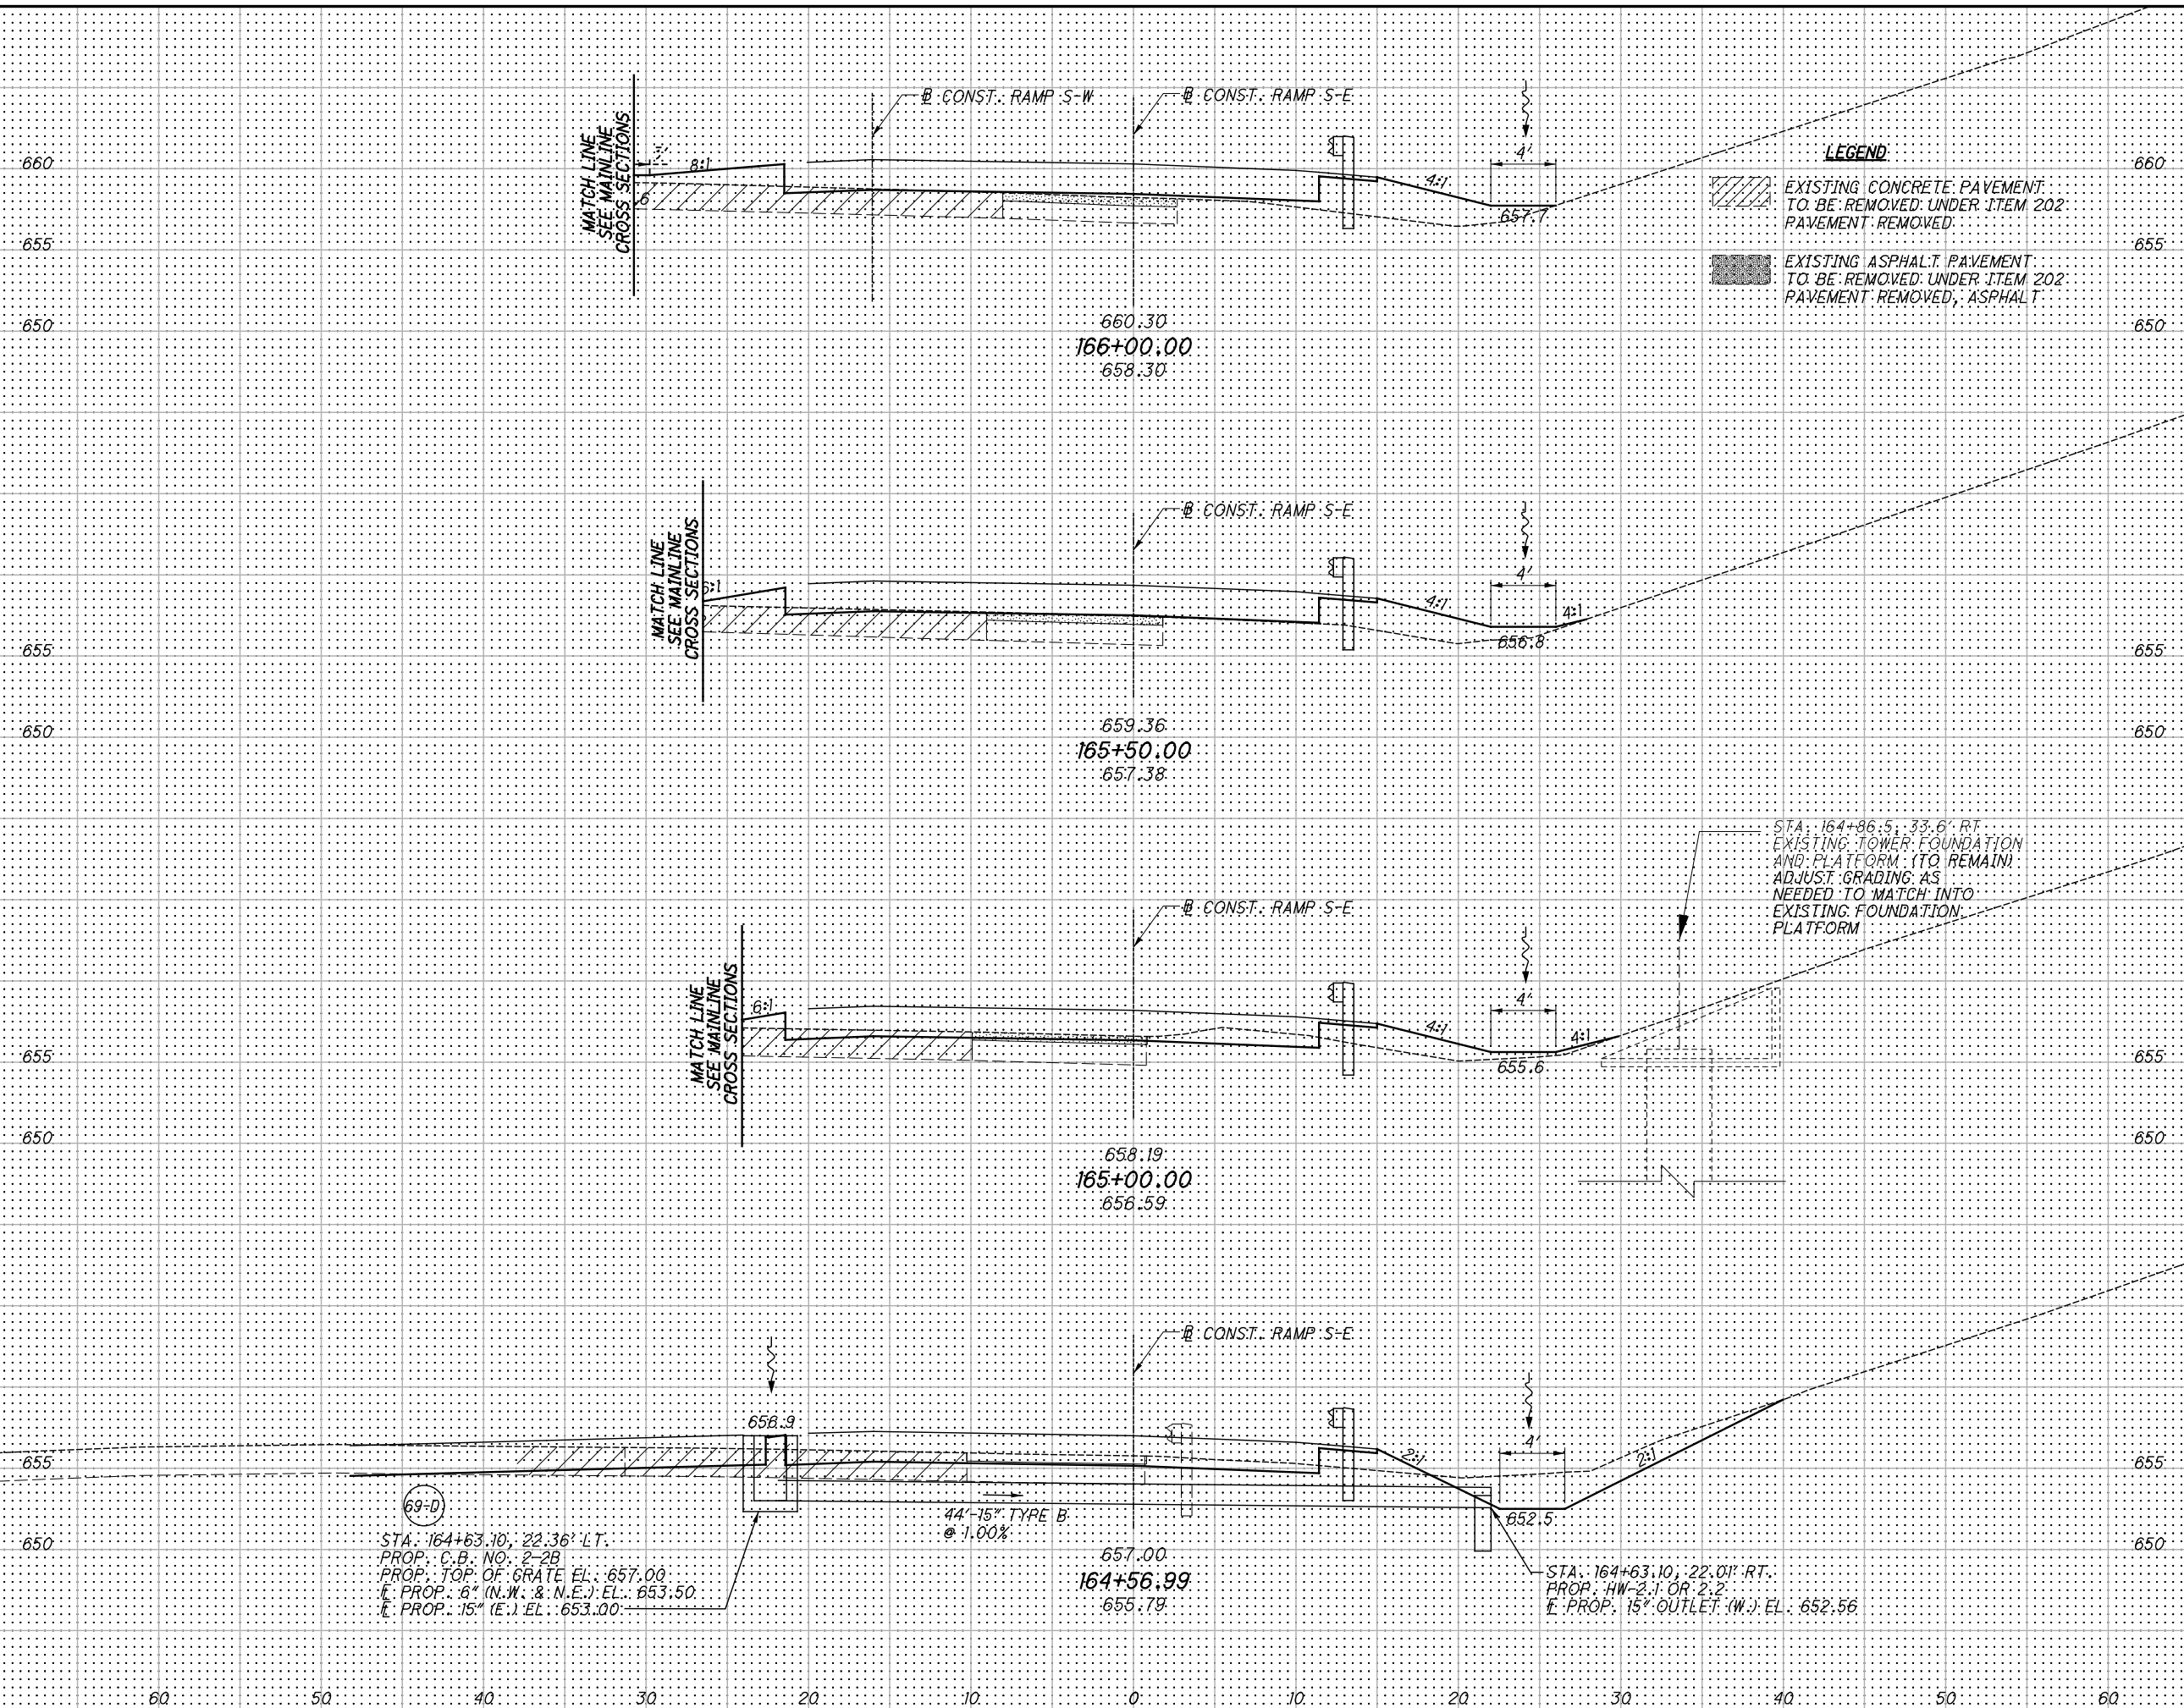 MATCH LINE
SEE MAINLINE
CROSS SECTIONS
3'
8:1
.6
℄ CONST. RAMP S-W
℄ CONST. RAMP S-E
4:1
4'
657.7
660
655
650
660
655
650
LEGEND
EXISTING CONCRETE PAVEMENT
TO BE REMOVED UNDER ITEM 202
PAVEMENT REMOVED
EXISTING ASPHALT PAVEMENT
TO BE REMOVED UNDER ITEM 202
PAVEMENT REMOVED, ASPHALT
660.30
166+00.00
658.30
MATCH LINE
SEE MAINLINE
CROSS SECTIONS
6:1
℄ CONST. RAMP S-E
4:1
4'
4:1
656.8
655
650
655
650
659.36
165+50.00
657.38
STA. 164+86.5, 33.6' RT
EXISTING TOWER FOUNDATION
AND PLATFORM (TO REMAIN)
ADJUST GRADING AS
NEEDED TO MATCH INTO
EXISTING FOUNDATION
PLATFORM
MATCH LINE
SEE MAINLINE
CROSS SECTIONS
6:1
℄ CONST. RAMP S-E
4:1
4'
4:1
655.6
655
650
655
650
658.19
165+00.00
656.59
℄ CONST. RAMP S-E
656.9
2:1
4'
2:1
652.5
655
650
655
650
69-D
44'-15" TYPE B
@ 1.00%
STA. 164+63.10, 22.36' LT.
PROP. C.B. NO. 2-2B
PROP. TOP OF GRATE EL. 657.00
℄ PROP. 6" (N.W. & N.E.) EL. 653.50
℄ PROP. 15" (E.) EL. 653.00
657.00
164+56.99
655.79
STA. 164+63.10, 22.01' RT.
PROP. HW-2.1 OR 2.2
℄ PROP. 15" OUTLET (W.) EL. 652.56
60 50 40 30 20 10 0 10 20 30 40 50 60